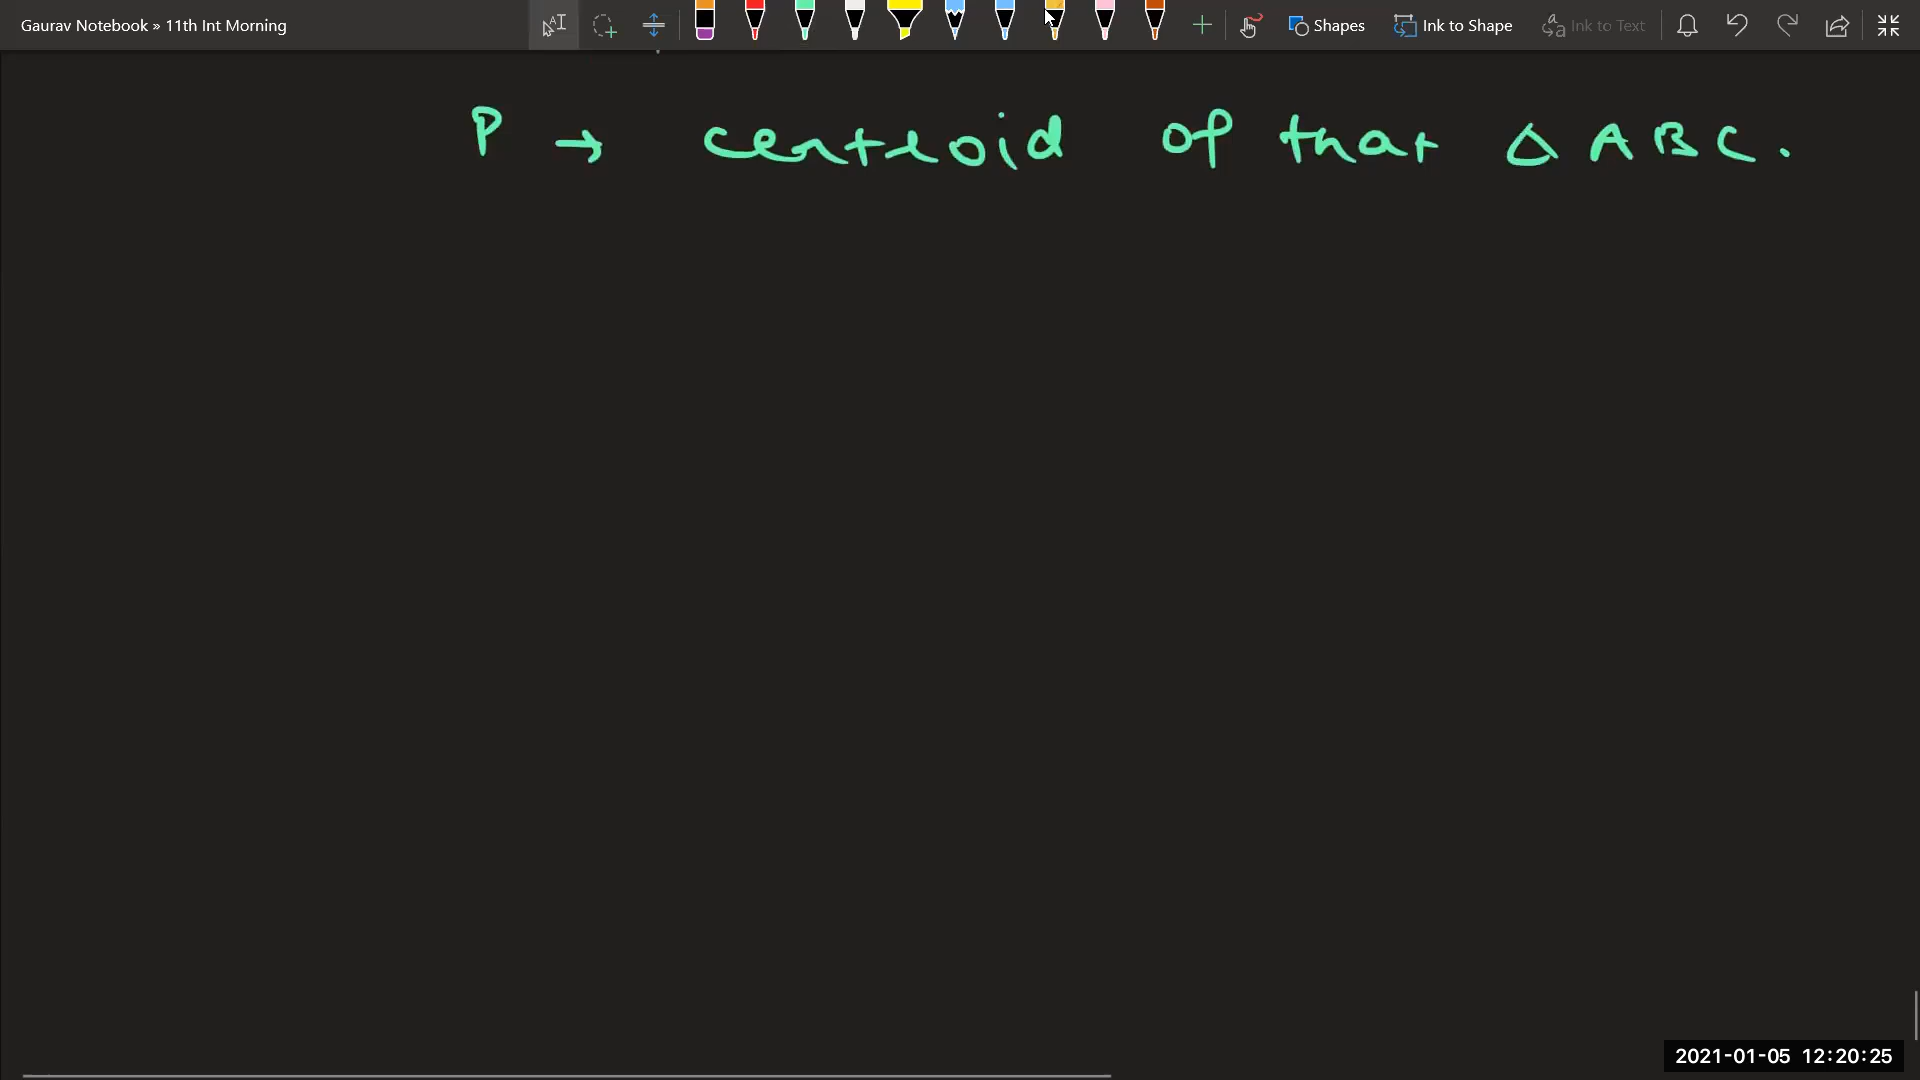 Gaurav Notebook » 11th Int Morning
Shapes
Ink to Shape
Ink to Text
P → centroid of that Δ ABC.
2021-01-05 12:20:25